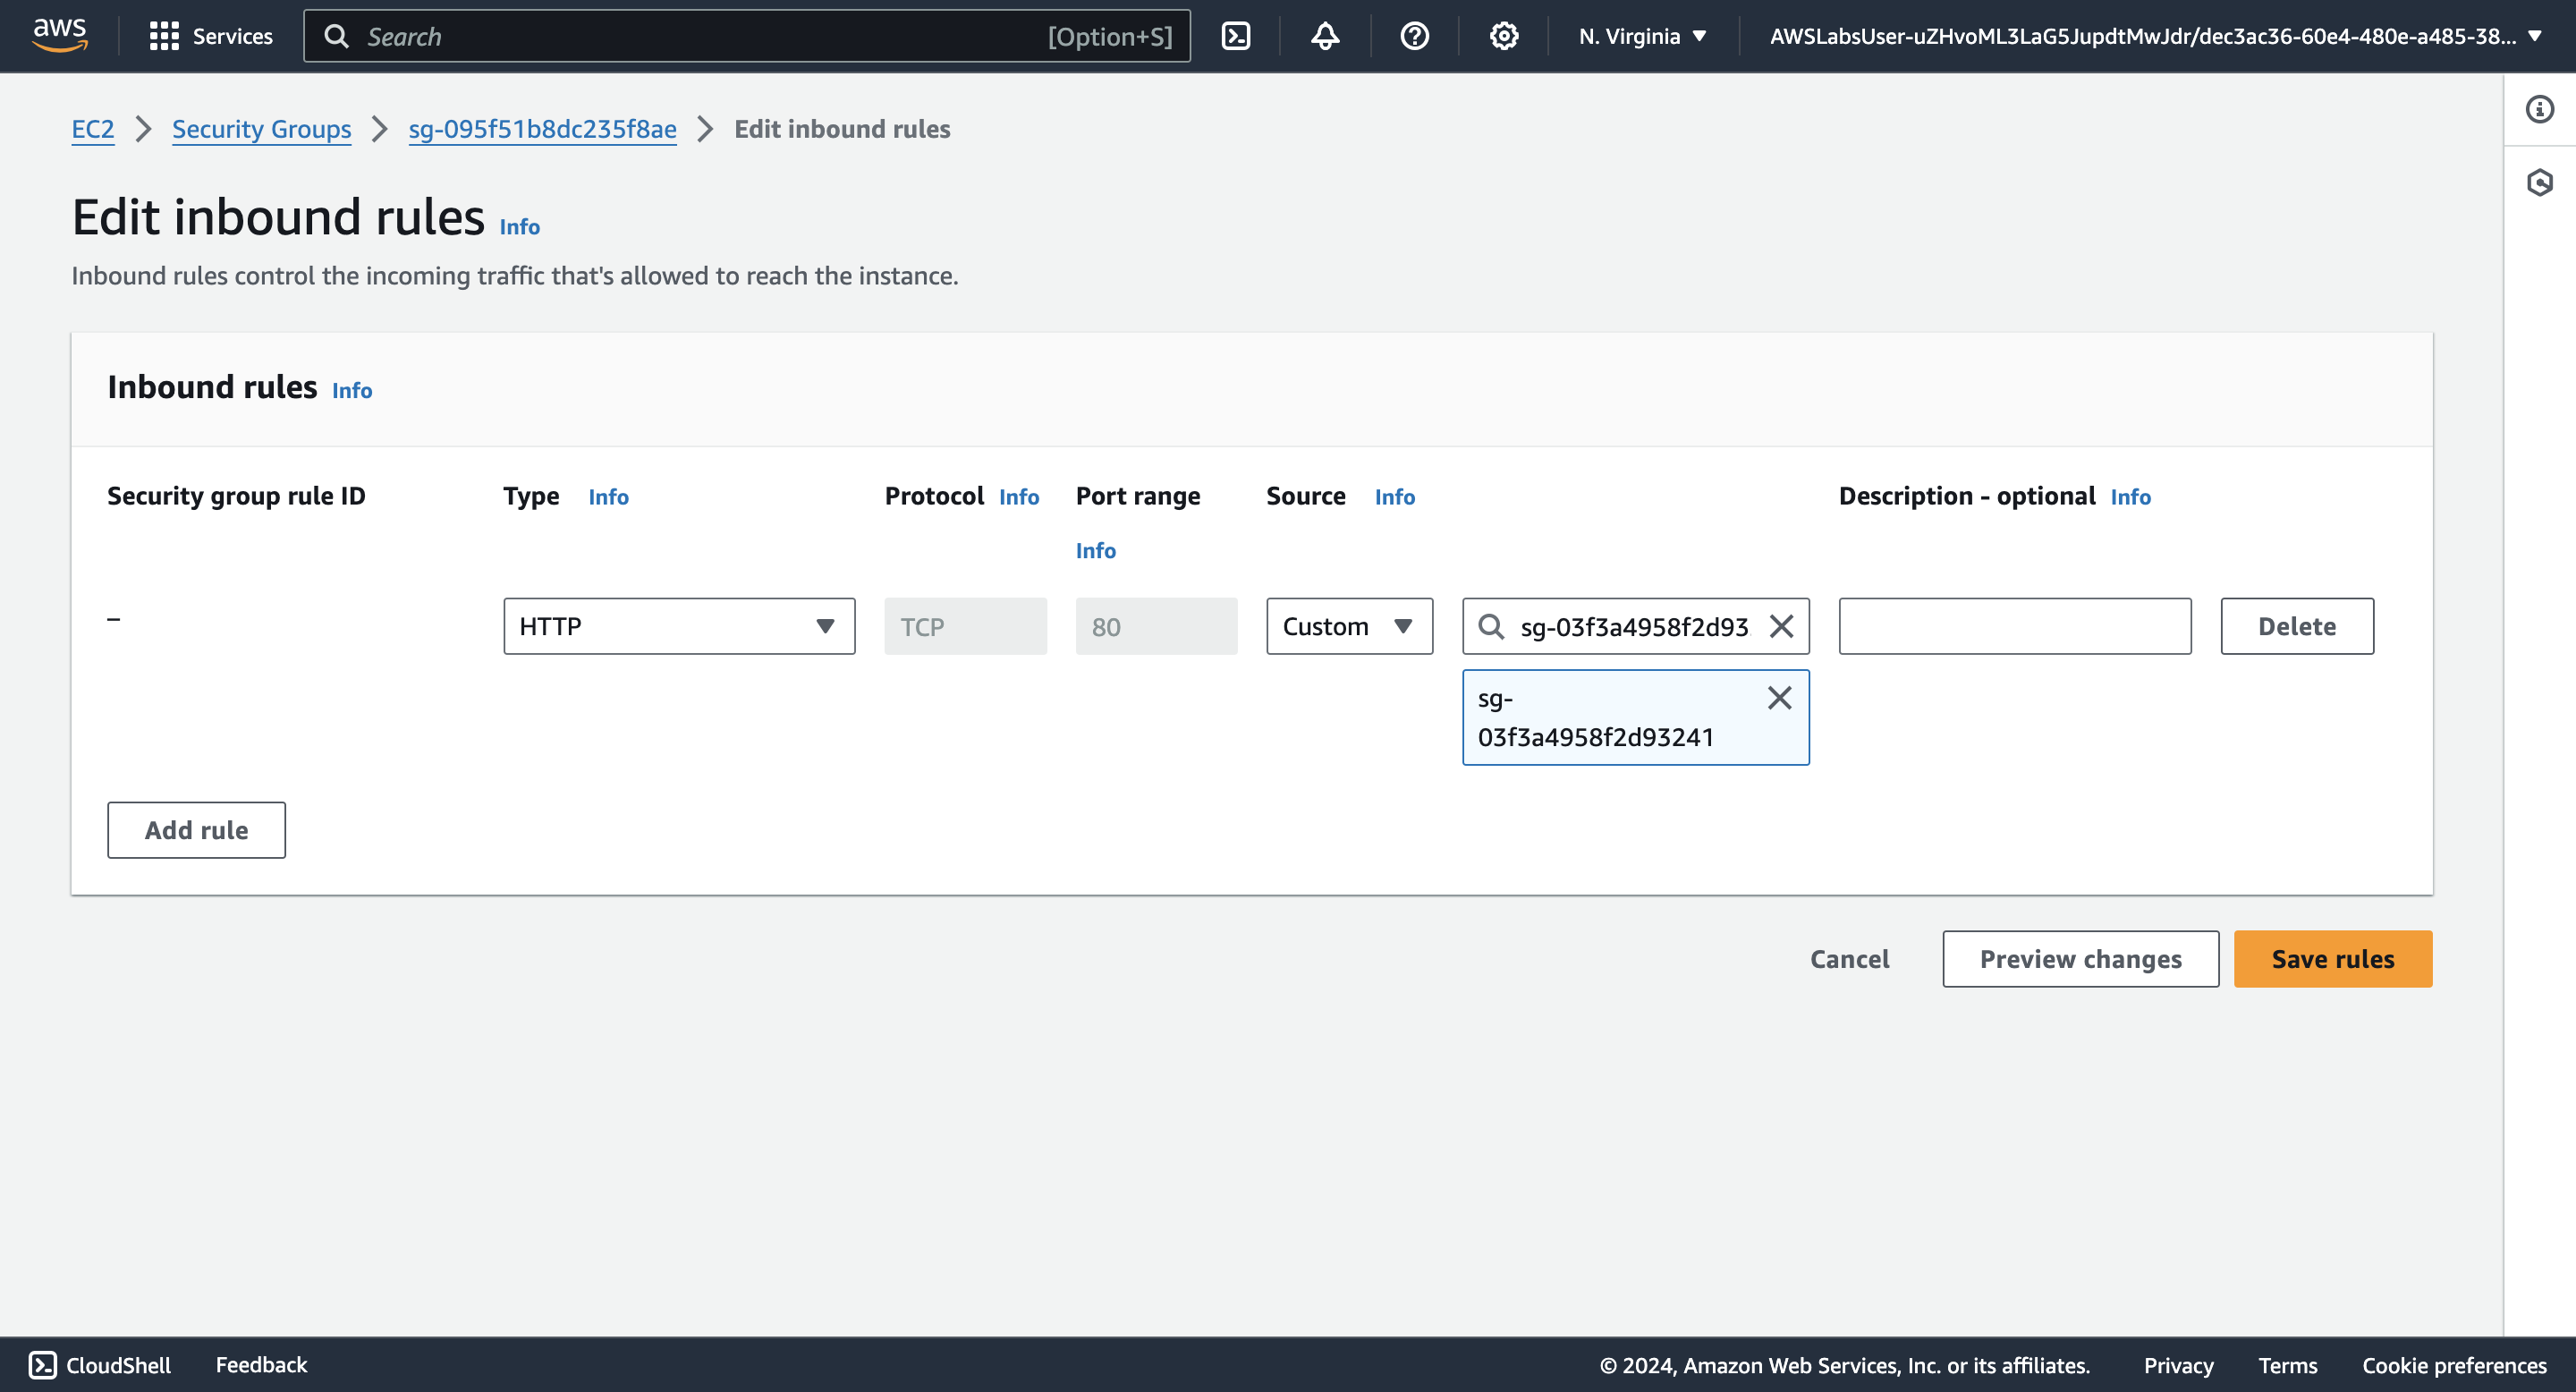 aws
Services
Search [Option+S]
N. Virginia
AWSLabsUser-uZHvoML3LaG5JupdtMwJdr/dec3ac36-60e4-480e-a485-38...
EC2 > Security Groups > sg-095f51b8dc235f8ae > Edit inbound rules
Edit inbound rules Info
Inbound rules control the incoming traffic that's allowed to reach the instance.
Inbound rules Info
Security group rule ID Type Info Protocol Info Port range Source Info Description - optional Info
Info
– HTTP TCP 80 Custom sg-03f3a4958f2d93 Delete
sg-
03f3a4958f2d93241
Add rule
Cancel Preview changes Save rules
CloudShell Feedback © 2024, Amazon Web Services, Inc. or its affiliates. Privacy Terms Cookie preferences